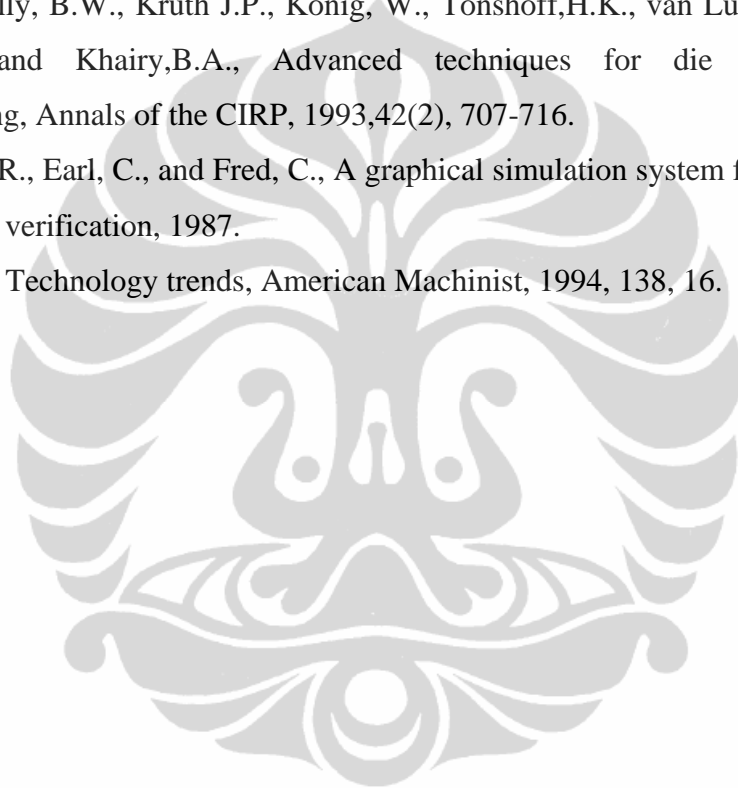 lly, B.W., Kruth J.P., Konig, W., Tonshoff,H.K., van Lu
and Khairy,B.A., Advanced techniques for die
ng, Annals of the CIRP, 1993,42(2), 707-716.
R., Earl, C., and Fred, C., A graphical simulation system f
verification, 1987.
Technology trends, American Machinist, 1994, 138, 16.